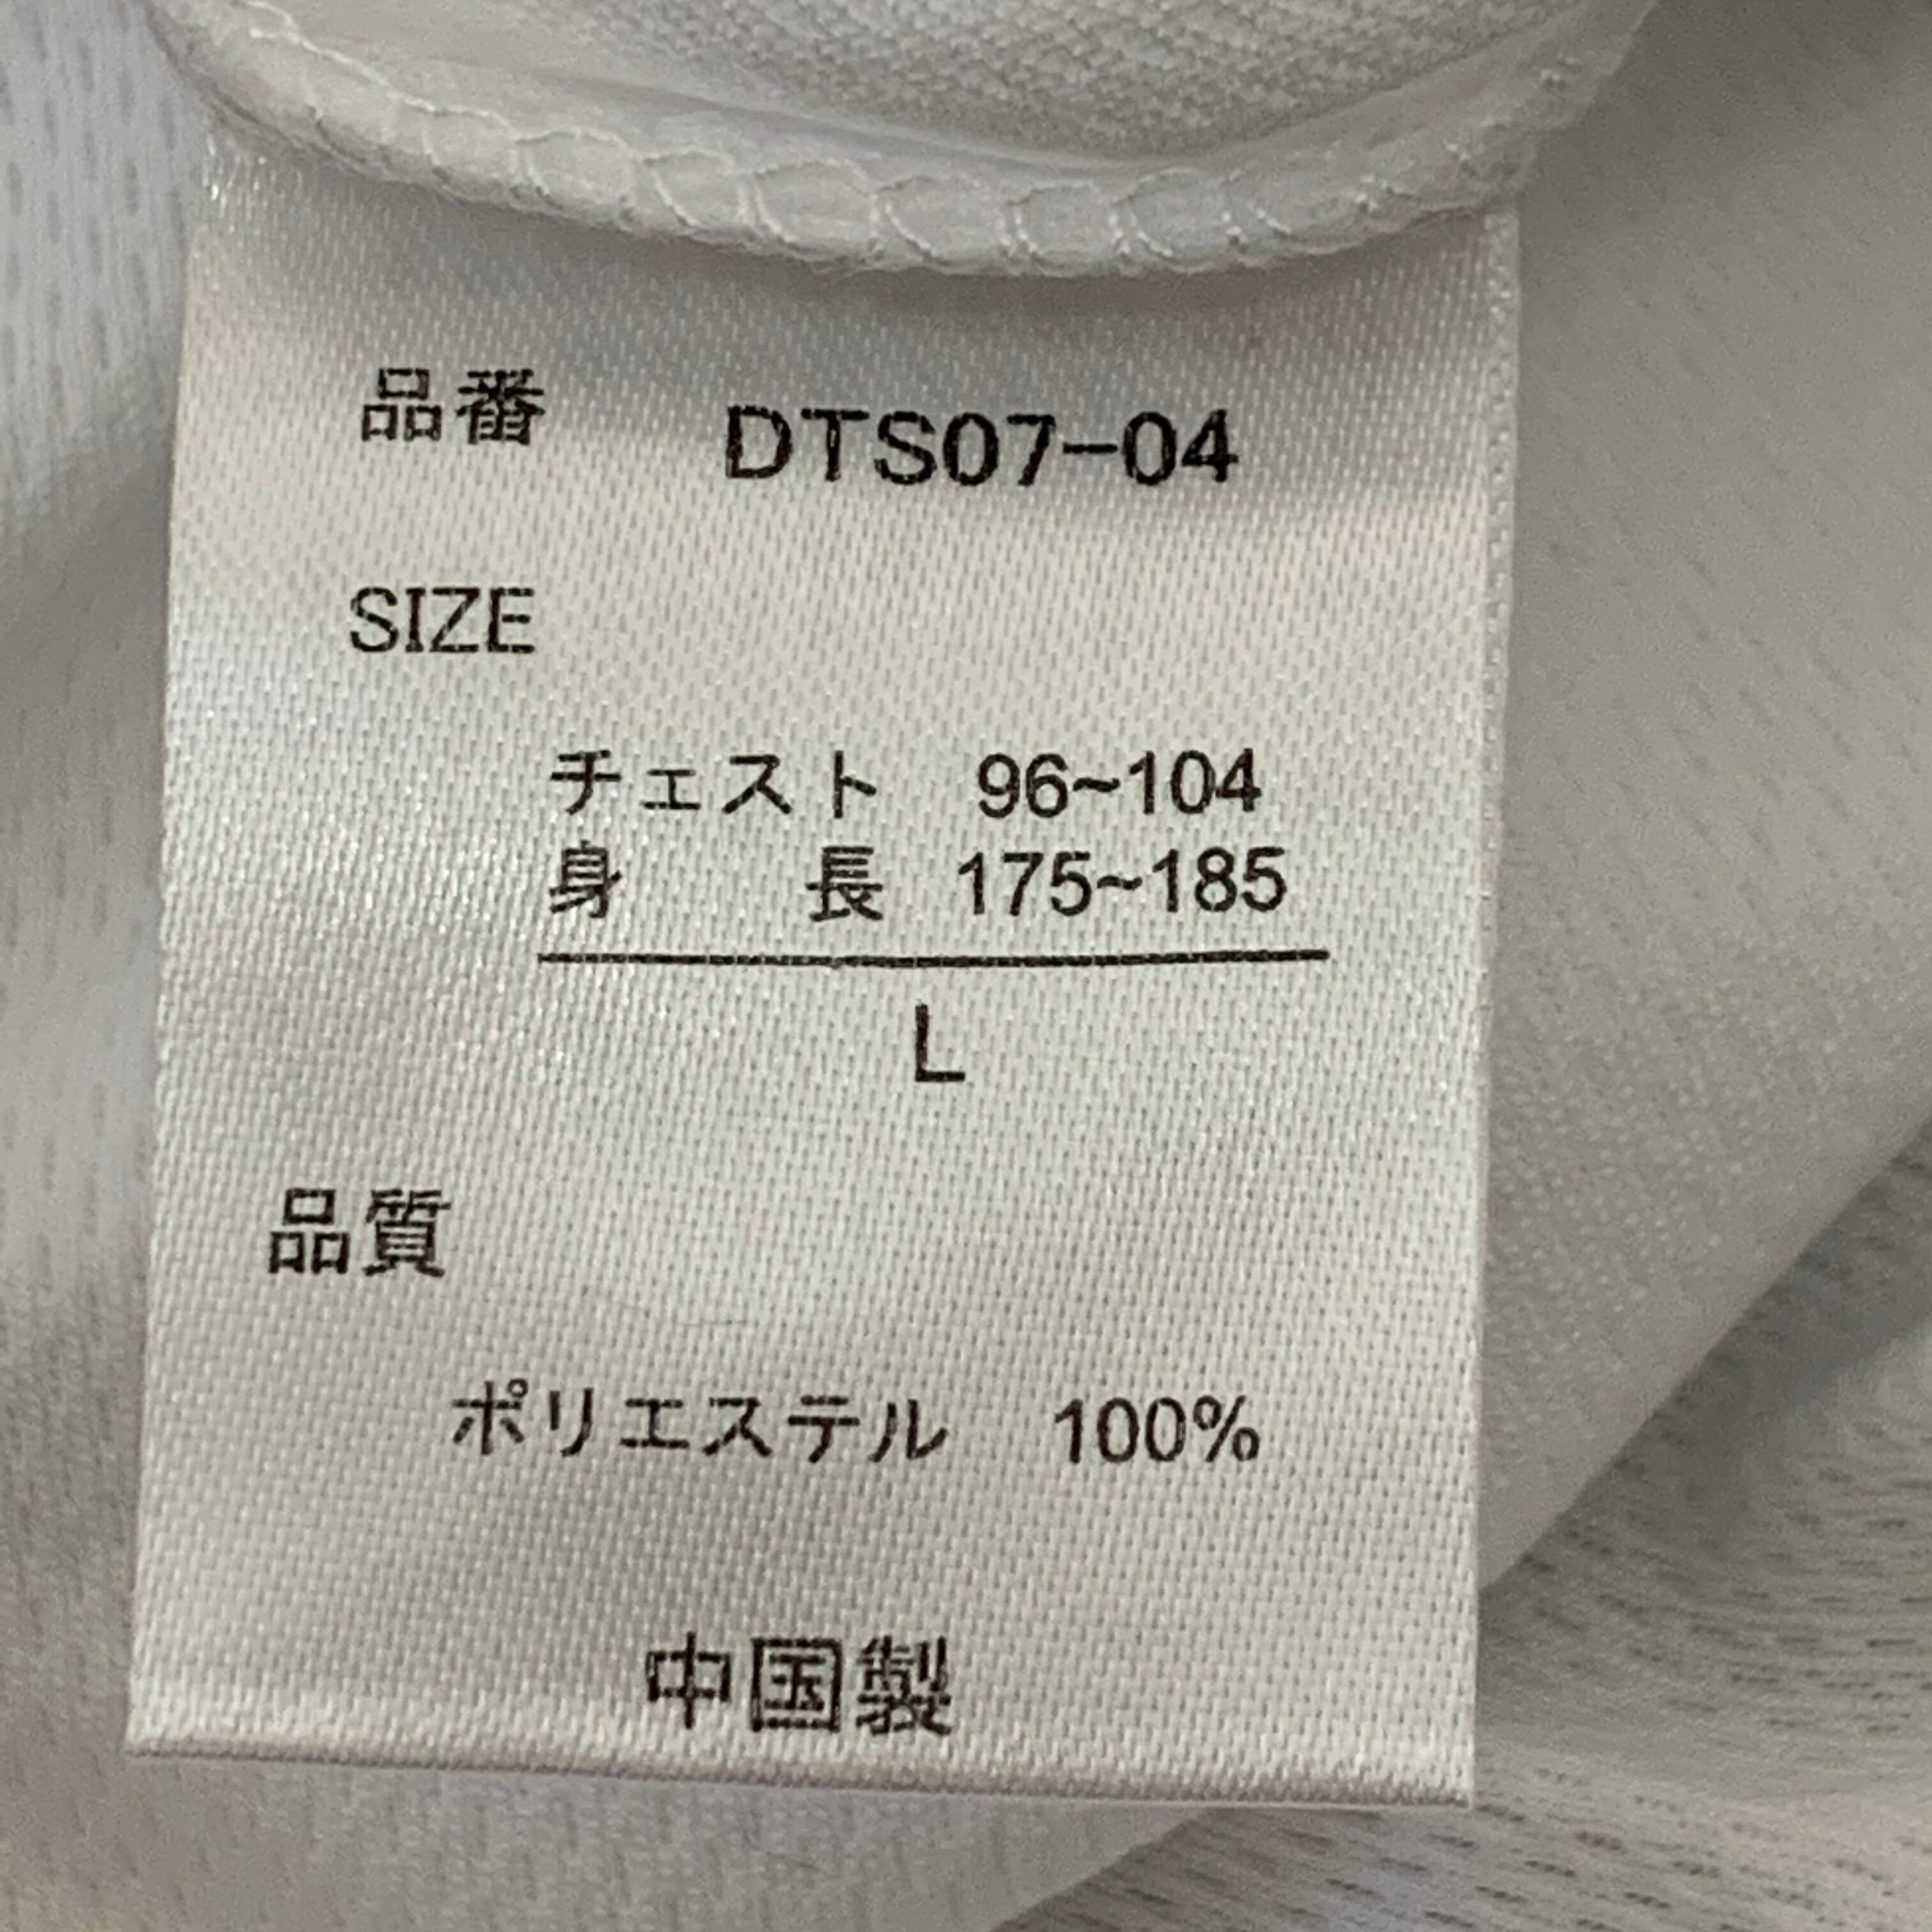 品番 DTS07-04
SIZE
チェスト 96~104
身長 175~185
L
品質
ポリエステル 100%
中国製